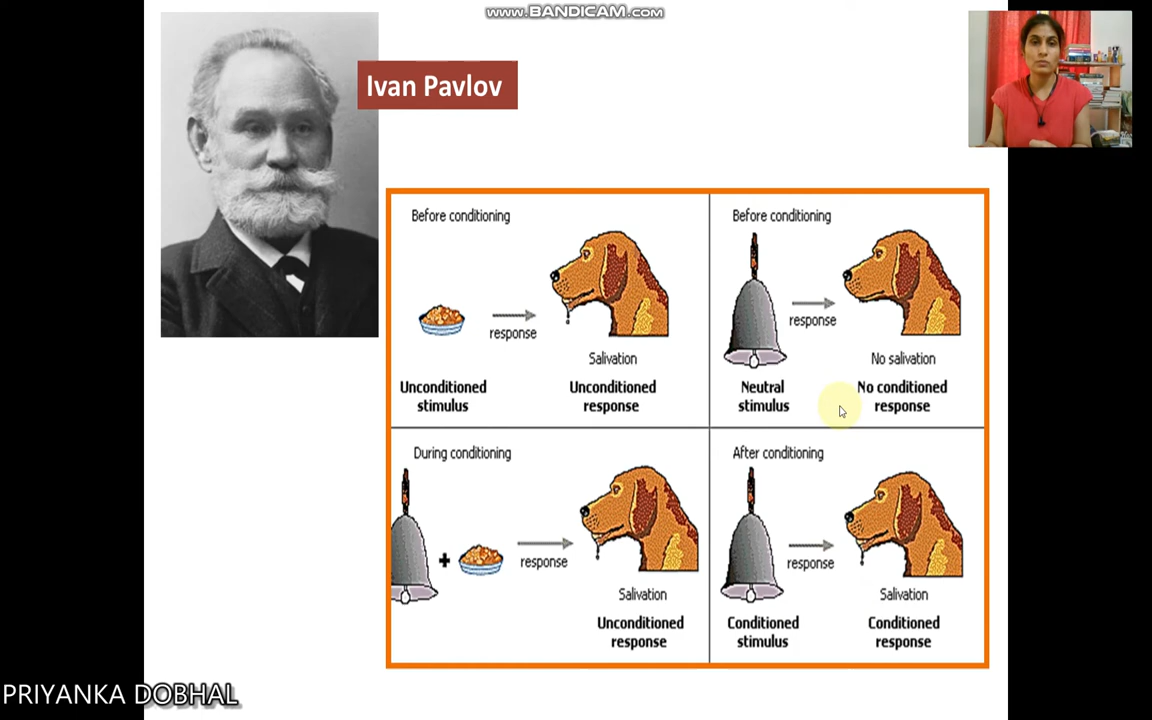 www.BANDICAM.com
Ivan Pavlov
Before conditioning
response
Salivation
Unconditioned
stimulus
Unconditioned
response
Before conditioning
response
No salivation
Neutral
stimulus
No conditioned
response
During conditioning
+
response
Salivation
Unconditioned
response
After conditioning
response
Salivation
Conditioned
stimulus
Conditioned
response
PRIYANKA DOBHAL